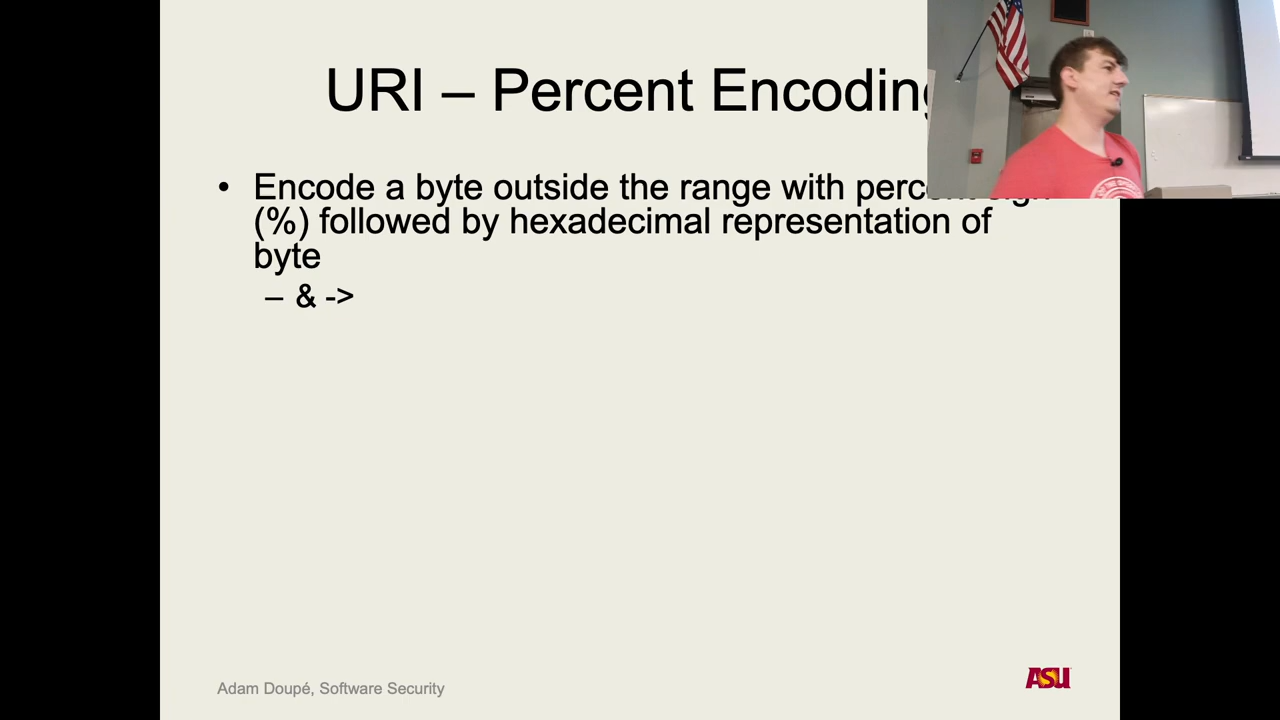 URI – Percent Encoding
• Encode a byte outside the range with percent sign
(%) followed by hexadecimal representation of
byte
– & ->
Adam Doupé, Software Security
ASU